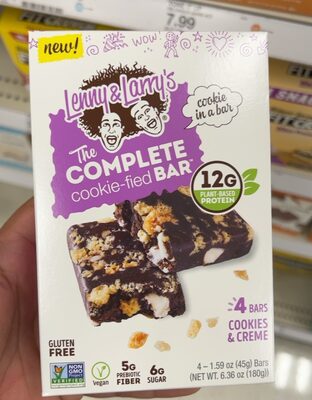 7.99
new!
WOW!
Lenny & Larry's
cookie
in a bar
The
COMPLETE
cookie-fied BAR™
12G
PLANT-BASED
PROTEIN
4 BARS
COOKIES
& CREME
GLUTEN
FREE
NON
GMO
Project
VERIFIED
Vegan
5G
PREBIOTIC
FIBER
6G
SUGAR
4 – 1.59 oz (45g) Bars
(NET WT. 6.36 oz (180g))